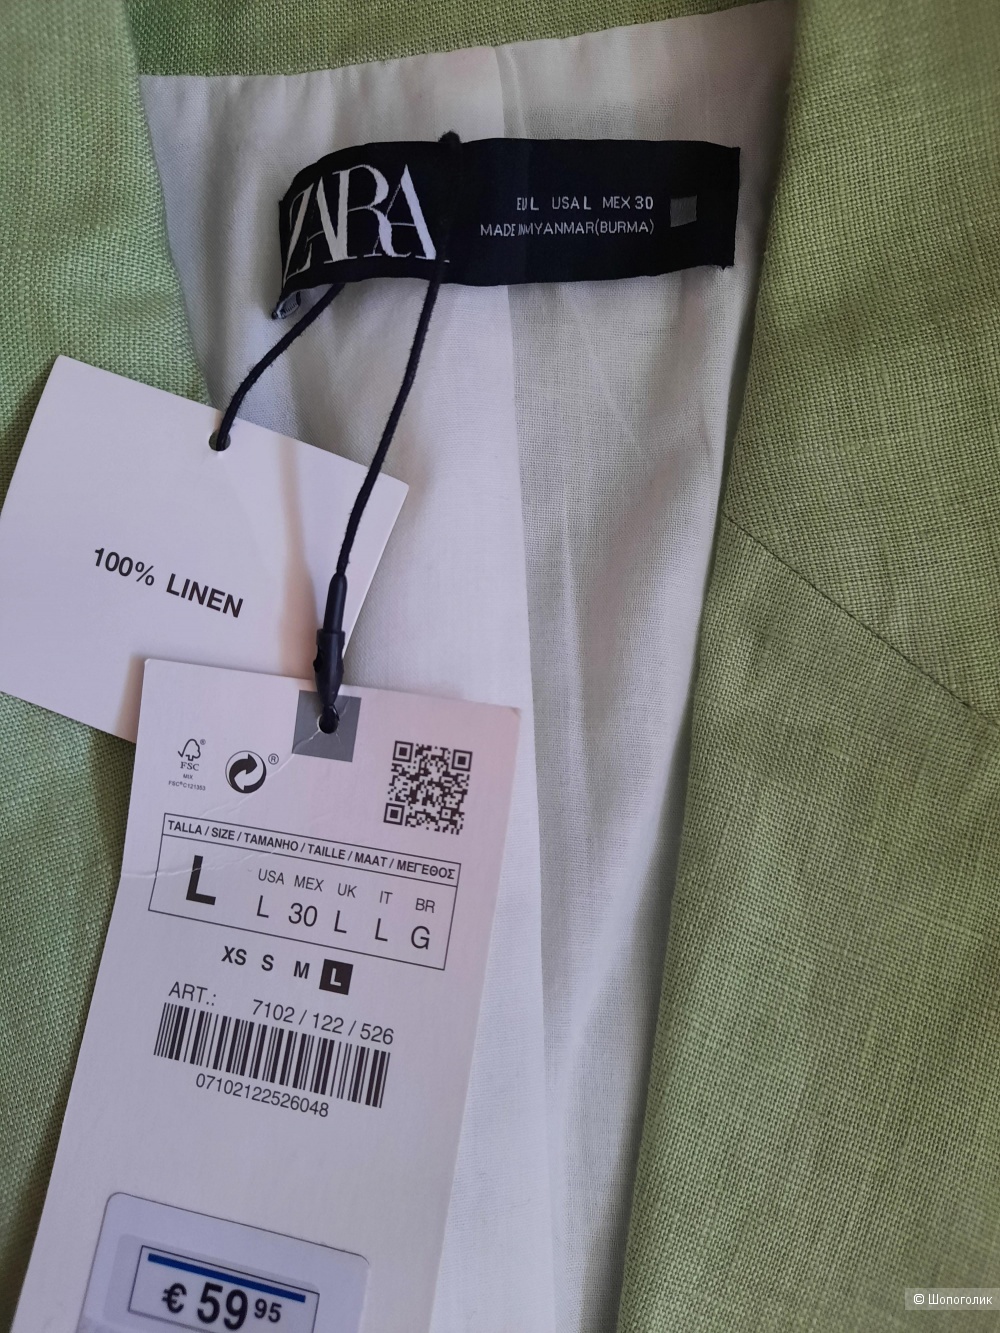 ZARA
EU L USA L MEX 30
MADE IN MYANMAR(BURMA)
100% LINEN
FSC
MIX
FSC® C121353
TALLA / SIZE / TAMANHO / TAILLE / MAAT / ΜΕΓΕΘΟΣ
L
USA MEX UK IT BR
L 30 L L G
XS S M L
ART.: 7102 / 122 / 526
07102122526048
€ 59 95
© Шопоголик